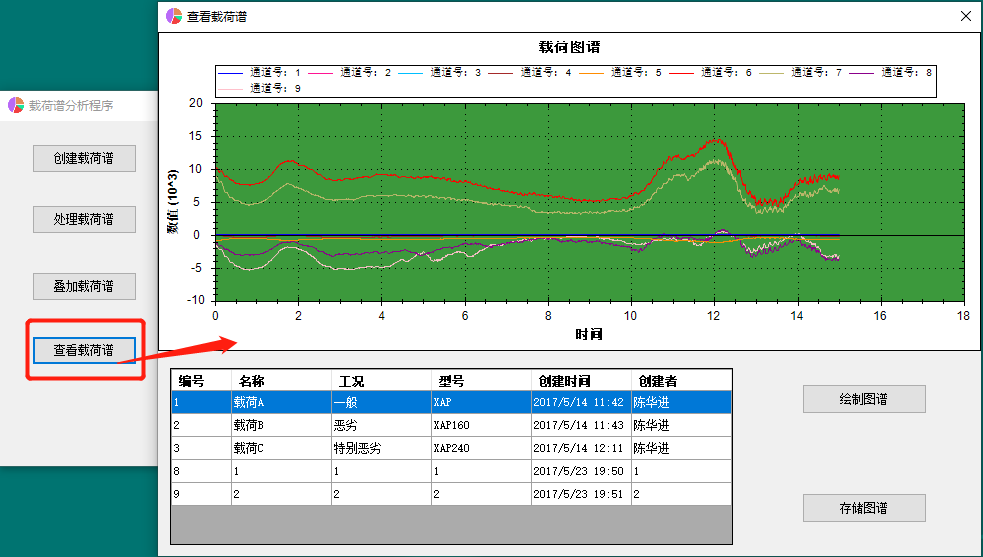 查看载荷谱
载荷图谱
通道号: 1 通道号: 2 通道号: 3 通道号: 4 通道号: 5 通道号: 6 通道号: 7 通道号: 8
通道号: 9
载荷谱分析程序
创建载荷谱
处理载荷谱
叠加载荷谱
查看载荷谱
数值 (10^3)
20
15
10
5
0
-5
-10
0 2 4 6 8 10 12 14 16 18
时间
编号 名称 工况 型号 创建时间 创建者
1 载荷A 一般 XAP 2017/5/14 11:42 陈华进
2 载荷B 恶劣 XAP160 2017/5/14 11:43 陈华进
3 载荷C 特别恶劣 XAP240 2017/5/14 12:11 陈华进
8 1 1 1 2017/5/23 19:50 1
9 2 2 2 2017/5/23 19:51 2
绘制图谱
存储图谱